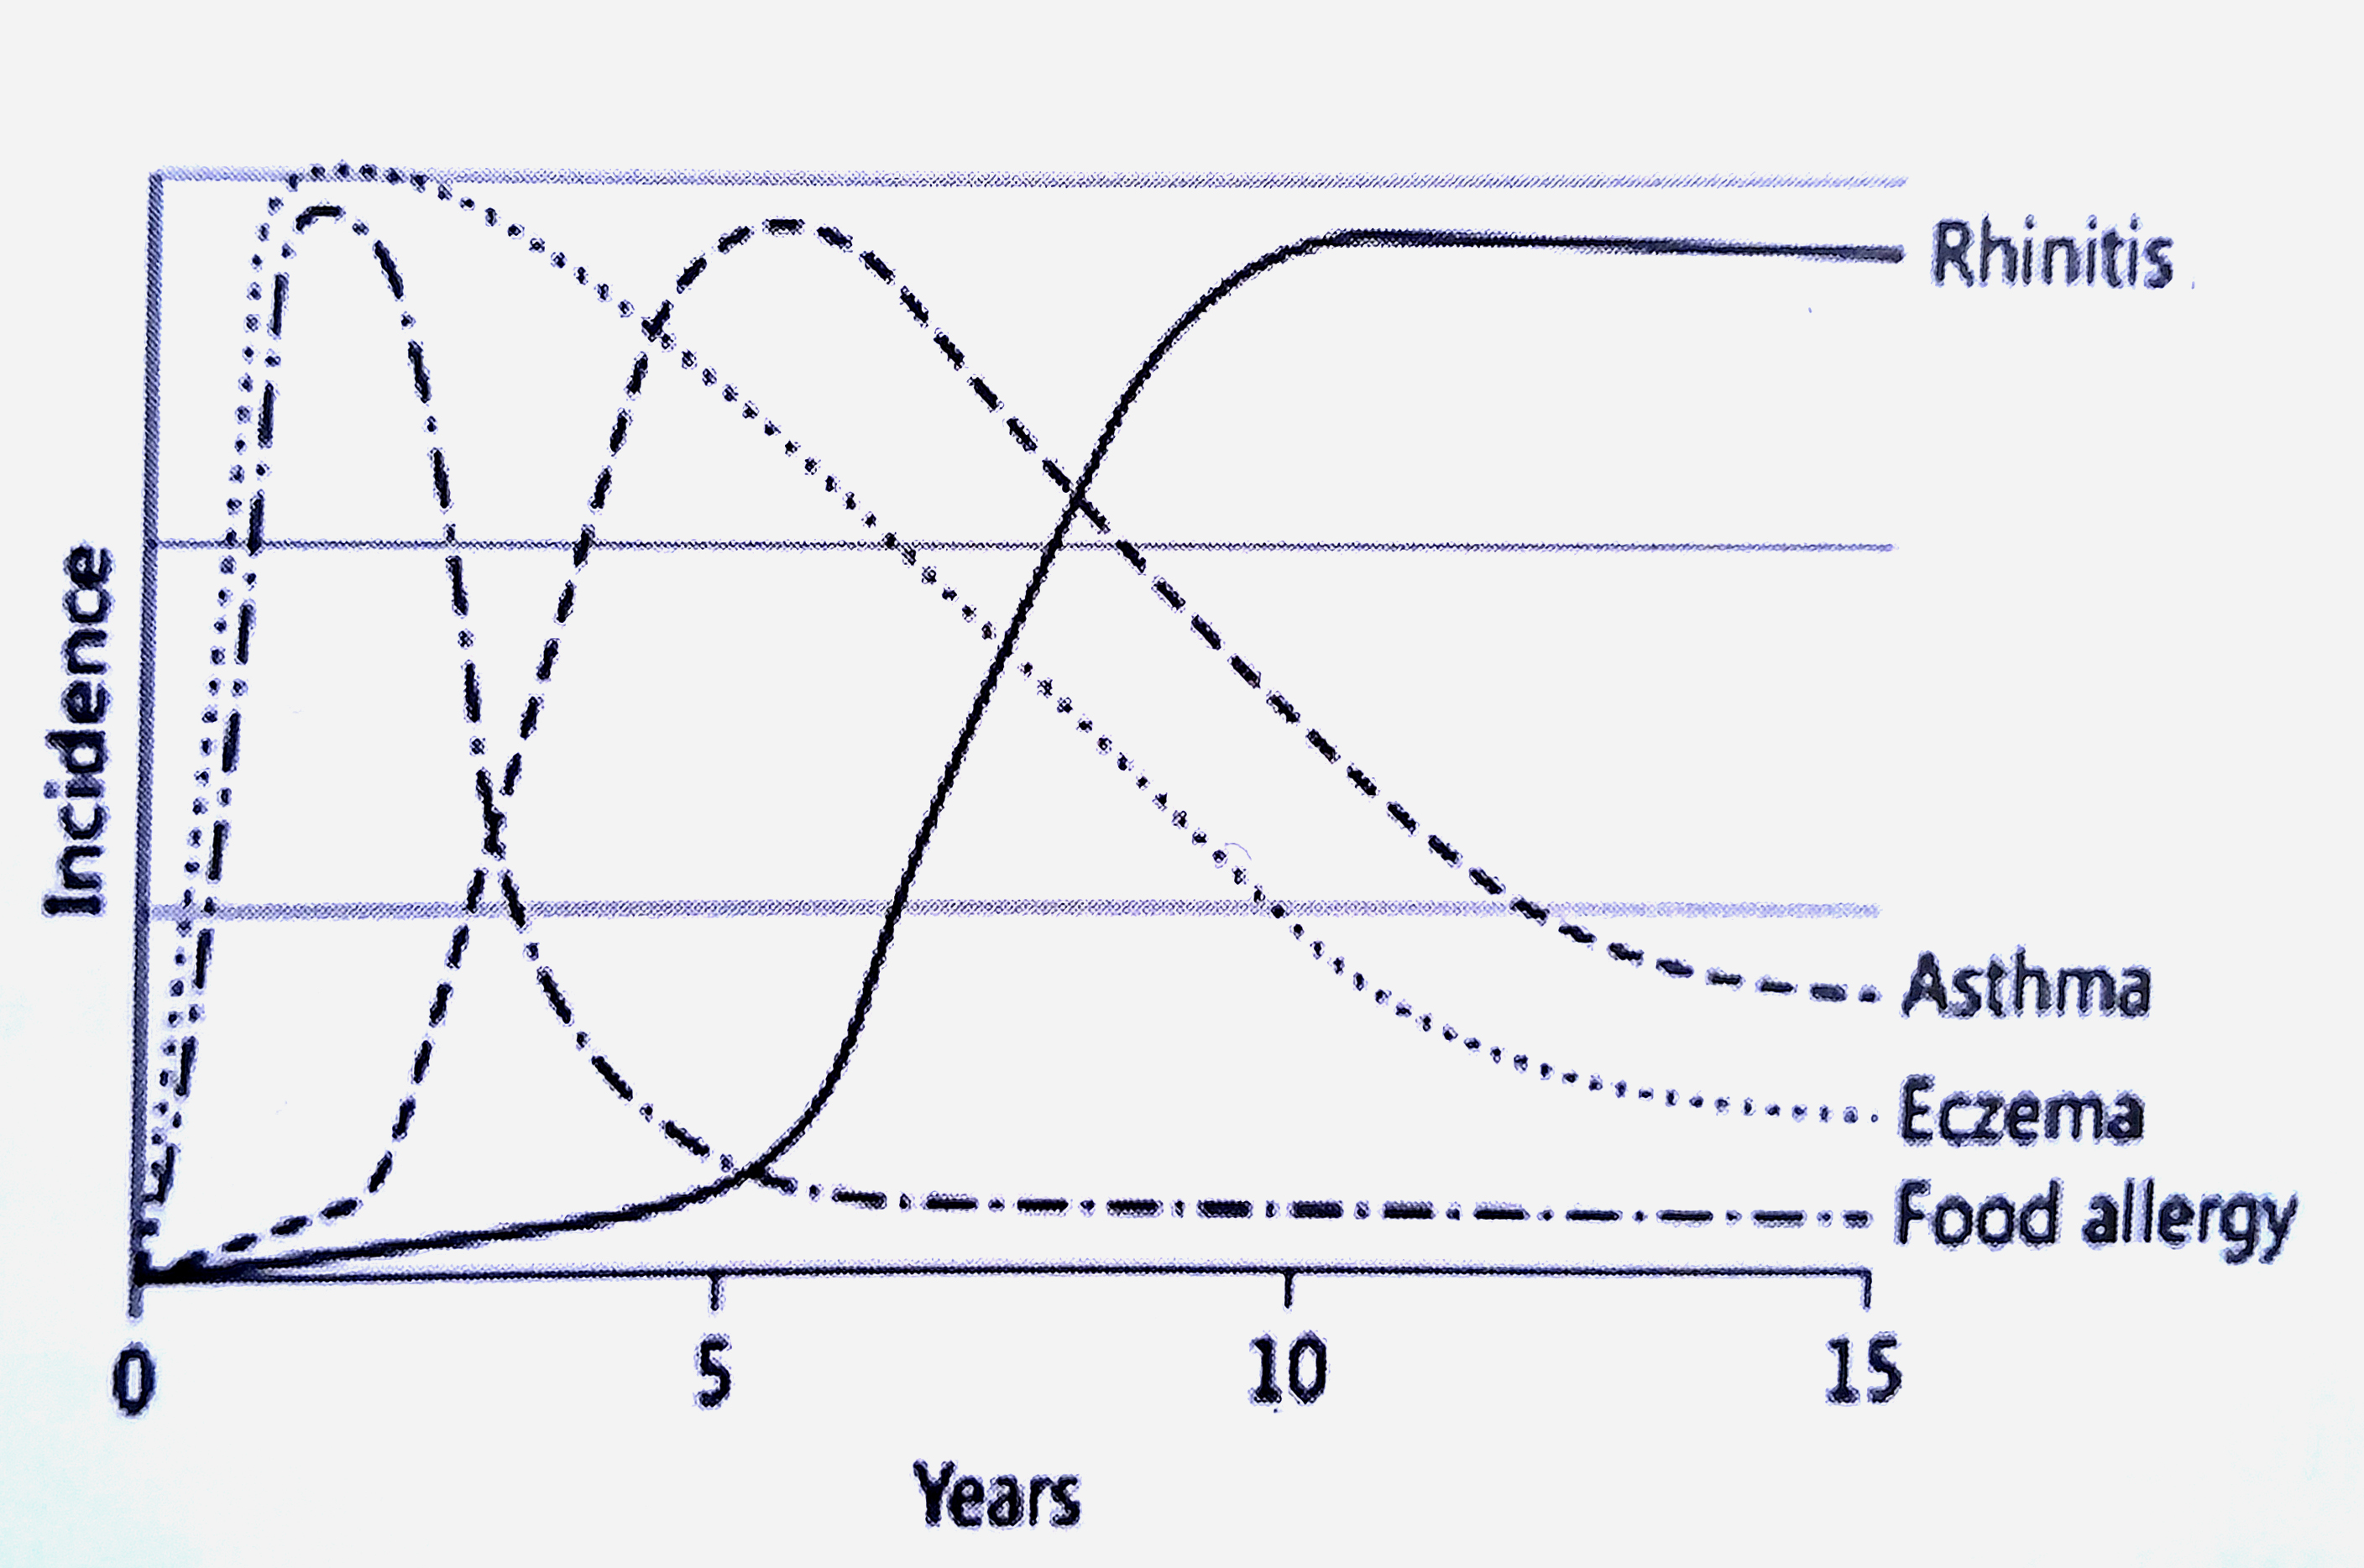 Incidence
Rhinitis
Asthma
Eczema
Food allergy
0 5 10 15
Years